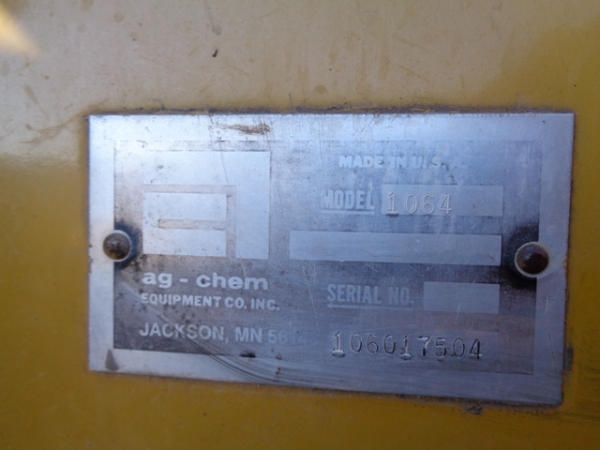 MADE IN U.S.A.
MODEL 1064
ag - chem
EQUIPMENT CO. INC.
SERIAL NO.
JACKSON, MN
106017504